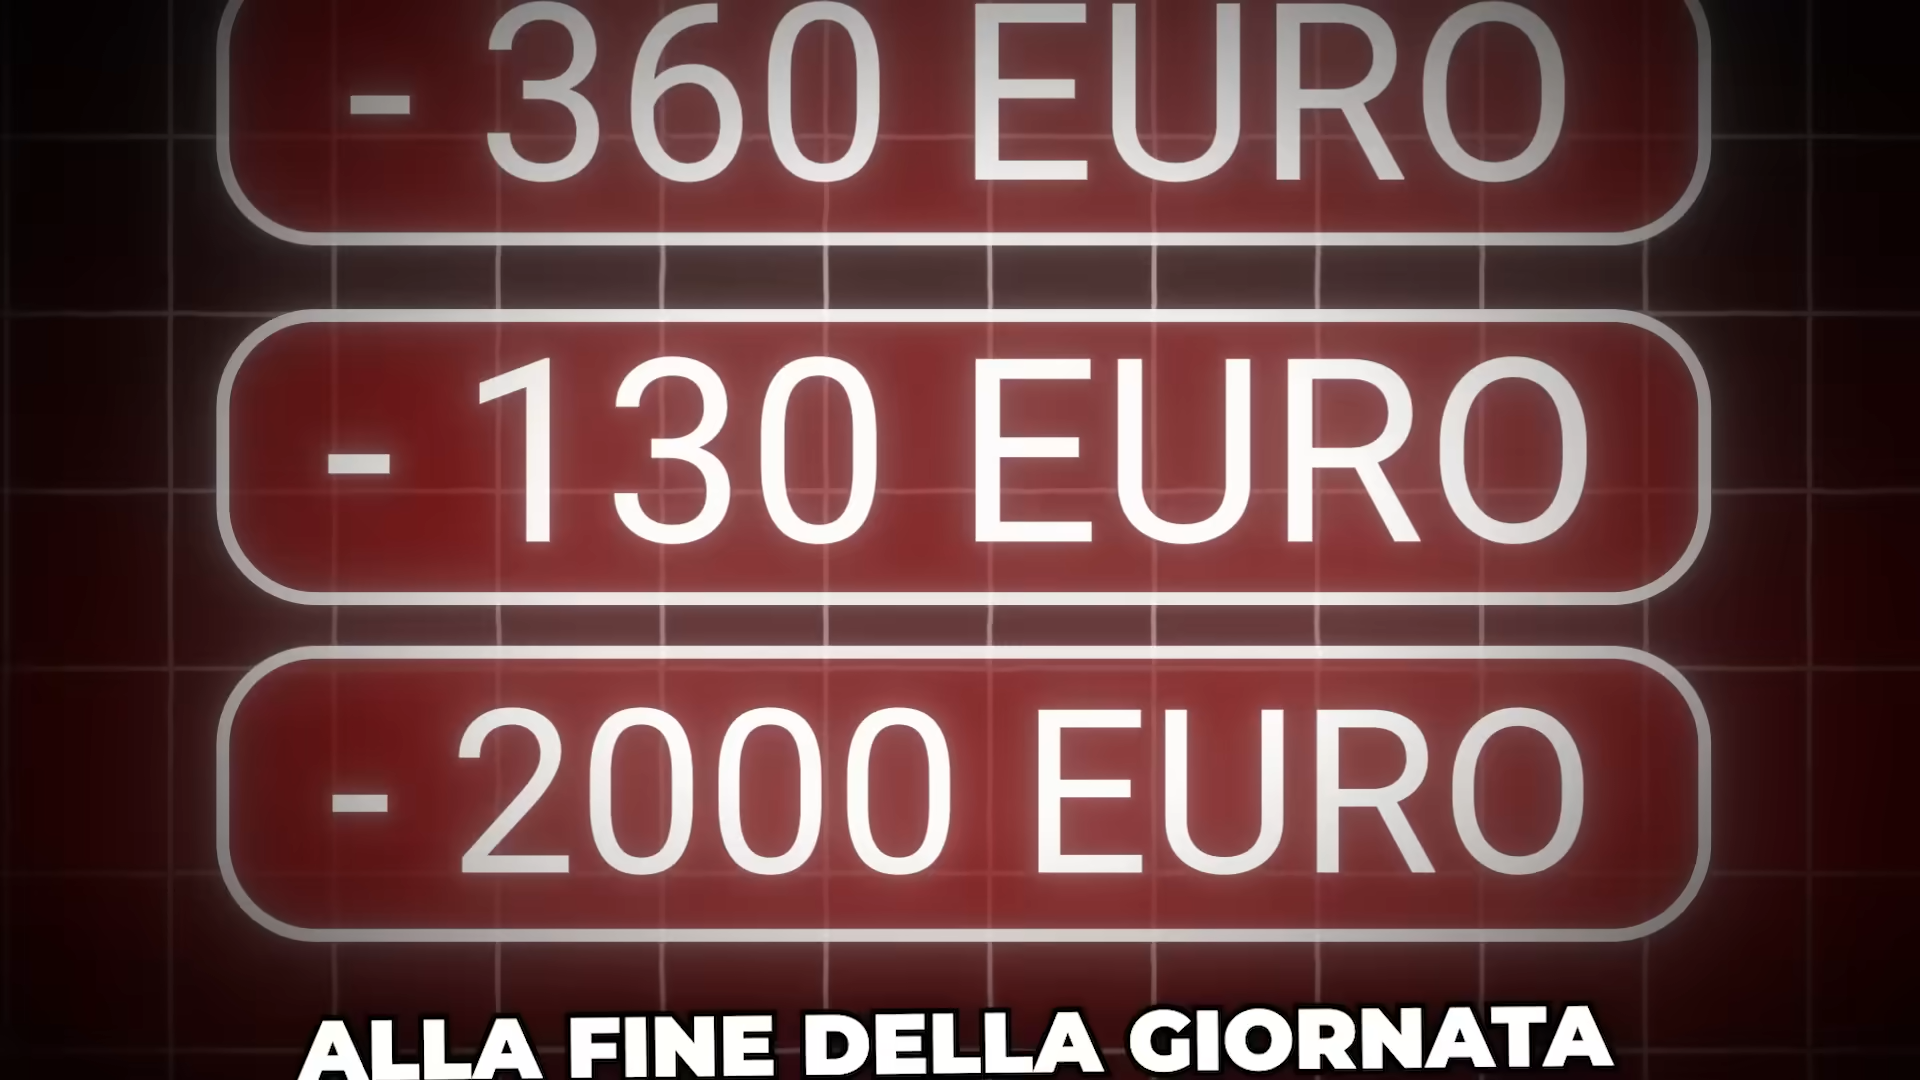 - 360 EURO
- 130 EURO
- 2000 EURO
ALLA FINE DELLA GIORNATA